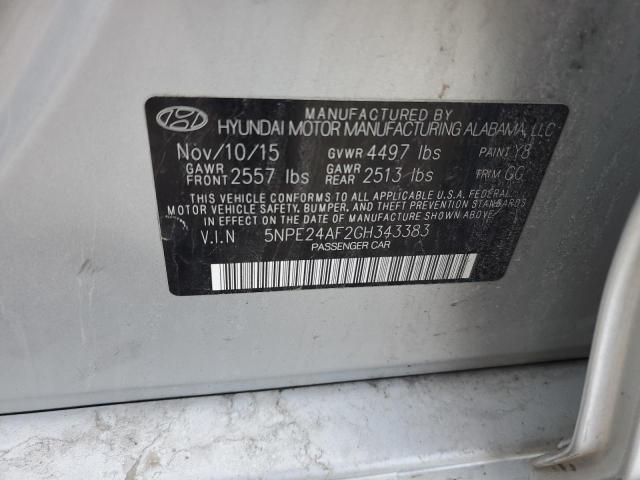 MANUFACTURED BY
HYUNDAI MOTOR MANUFACTURING ALABAMA, LLC
Nov/10/15 GVWR 4497 lbs PAINT Y8
GAWR FRONT 2557 lbs GAWR REAR 2513 lbs TRIM GG
THIS VEHICLE CONFORMS TO ALL APPLICABLE U.S.A. FEDERAL
MOTOR VEHICLE SAFETY, BUMPER, AND THEFT PREVENTION STANDARDS
IN EFFECT ON THE DATE OF MANUFACTURE SHOWN ABOVE.
V.I.N 5NPE24AF2GH343383
PASSENGER CAR